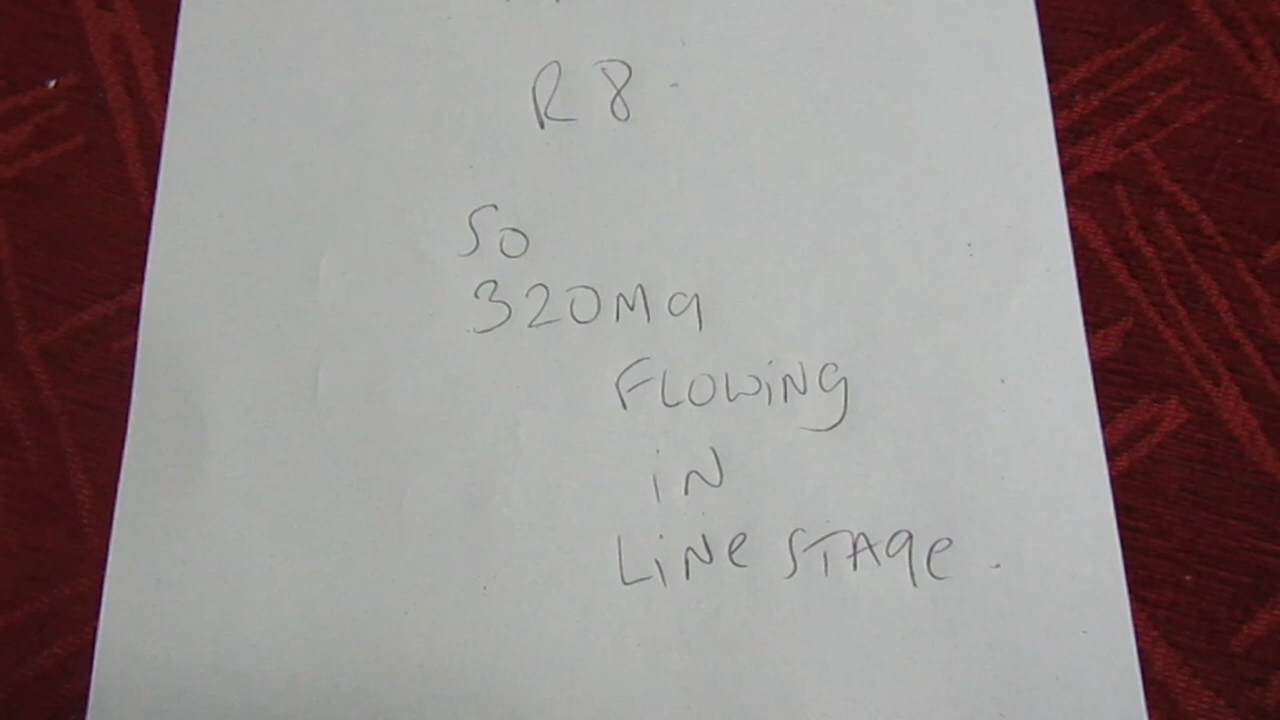 R8.
So
320Ma
FLOWiNg
iN
LiNe STAge.